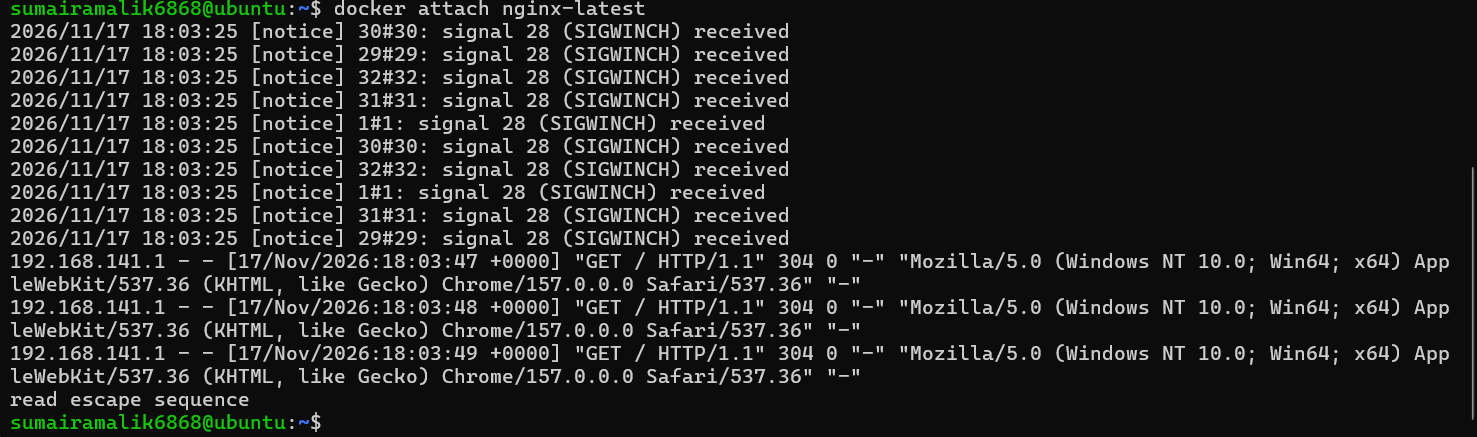 sumairamalik6868@ubuntu:~$ docker attach nginx-latest
2026/11/17 18:03:25 [notice] 30#30: signal 28 (SIGWINCH) received
2026/11/17 18:03:25 [notice] 29#29: signal 28 (SIGWINCH) received
2026/11/17 18:03:25 [notice] 32#32: signal 28 (SIGWINCH) received
2026/11/17 18:03:25 [notice] 31#31: signal 28 (SIGWINCH) received
2026/11/17 18:03:25 [notice] 1#1: signal 28 (SIGWINCH) received
2026/11/17 18:03:25 [notice] 30#30: signal 28 (SIGWINCH) received
2026/11/17 18:03:25 [notice] 32#32: signal 28 (SIGWINCH) received
2026/11/17 18:03:25 [notice] 1#1: signal 28 (SIGWINCH) received
2026/11/17 18:03:25 [notice] 31#31: signal 28 (SIGWINCH) received
2026/11/17 18:03:25 [notice] 29#29: signal 28 (SIGWINCH) received
192.168.141.1 - - [17/Nov/2026:18:03:47 +0000] "GET / HTTP/1.1" 304 0 "-" "Mozilla/5.0 (Windows NT 10.0; Win64; x64) App
leWebKit/537.36 (KHTML, like Gecko) Chrome/157.0.0.0 Safari/537.36" "-"
192.168.141.1 - - [17/Nov/2026:18:03:48 +0000] "GET / HTTP/1.1" 304 0 "-" "Mozilla/5.0 (Windows NT 10.0; Win64; x64) App
leWebKit/537.36 (KHTML, like Gecko) Chrome/157.0.0.0 Safari/537.36" "-"
192.168.141.1 - - [17/Nov/2026:18:03:49 +0000] "GET / HTTP/1.1" 304 0 "-" "Mozilla/5.0 (Windows NT 10.0; Win64; x64) App
leWebKit/537.36 (KHTML, like Gecko) Chrome/157.0.0.0 Safari/537.36" "-"
read escape sequence
sumairamalik6868@ubuntu:~$